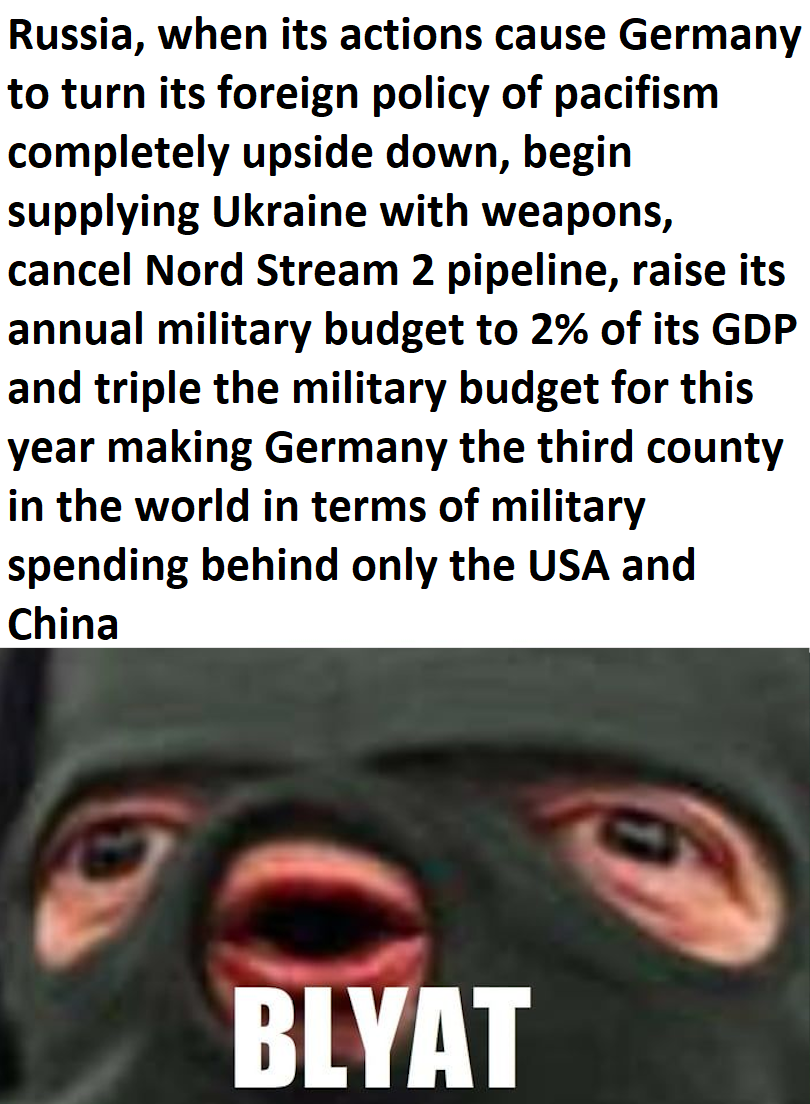 Russia, when its actions cause Germany
to turn its foreign policy of pacifism
completely upside down, begin
supplying Ukraine with weapons,
cancel Nord Stream 2 pipeline, raise its
annual military budget to 2% of its GDP
and triple the military budget for this
year making Germany the third county
in the world in terms of military
spending behind only the USA and
China
BLYAT